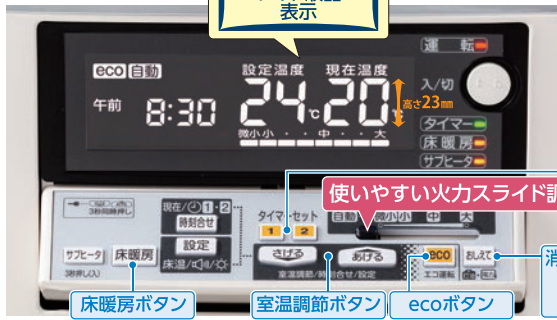 表示
運転
eco 自動
設定温度 現在温度
入/切
午前 8:30 24℃ 20℃
高さ23mm
微小 小 ・ ・ 中 ・ ・ 大
タイマー
床暖房
サブヒータ
使いやすい火力スライド調
3秒同時押し
現在/ 1・2
時刻合せ
タイマーセット
1 2
自動 微小 小 中 大
サブヒータ
床暖房
設定
さげる
あげる
eco
おしえて
消
3秒押し(入)
床温/
室温調節/時刻合せ/設定
エコ運転
床暖房ボタン
室温調節ボタン
ecoボタン